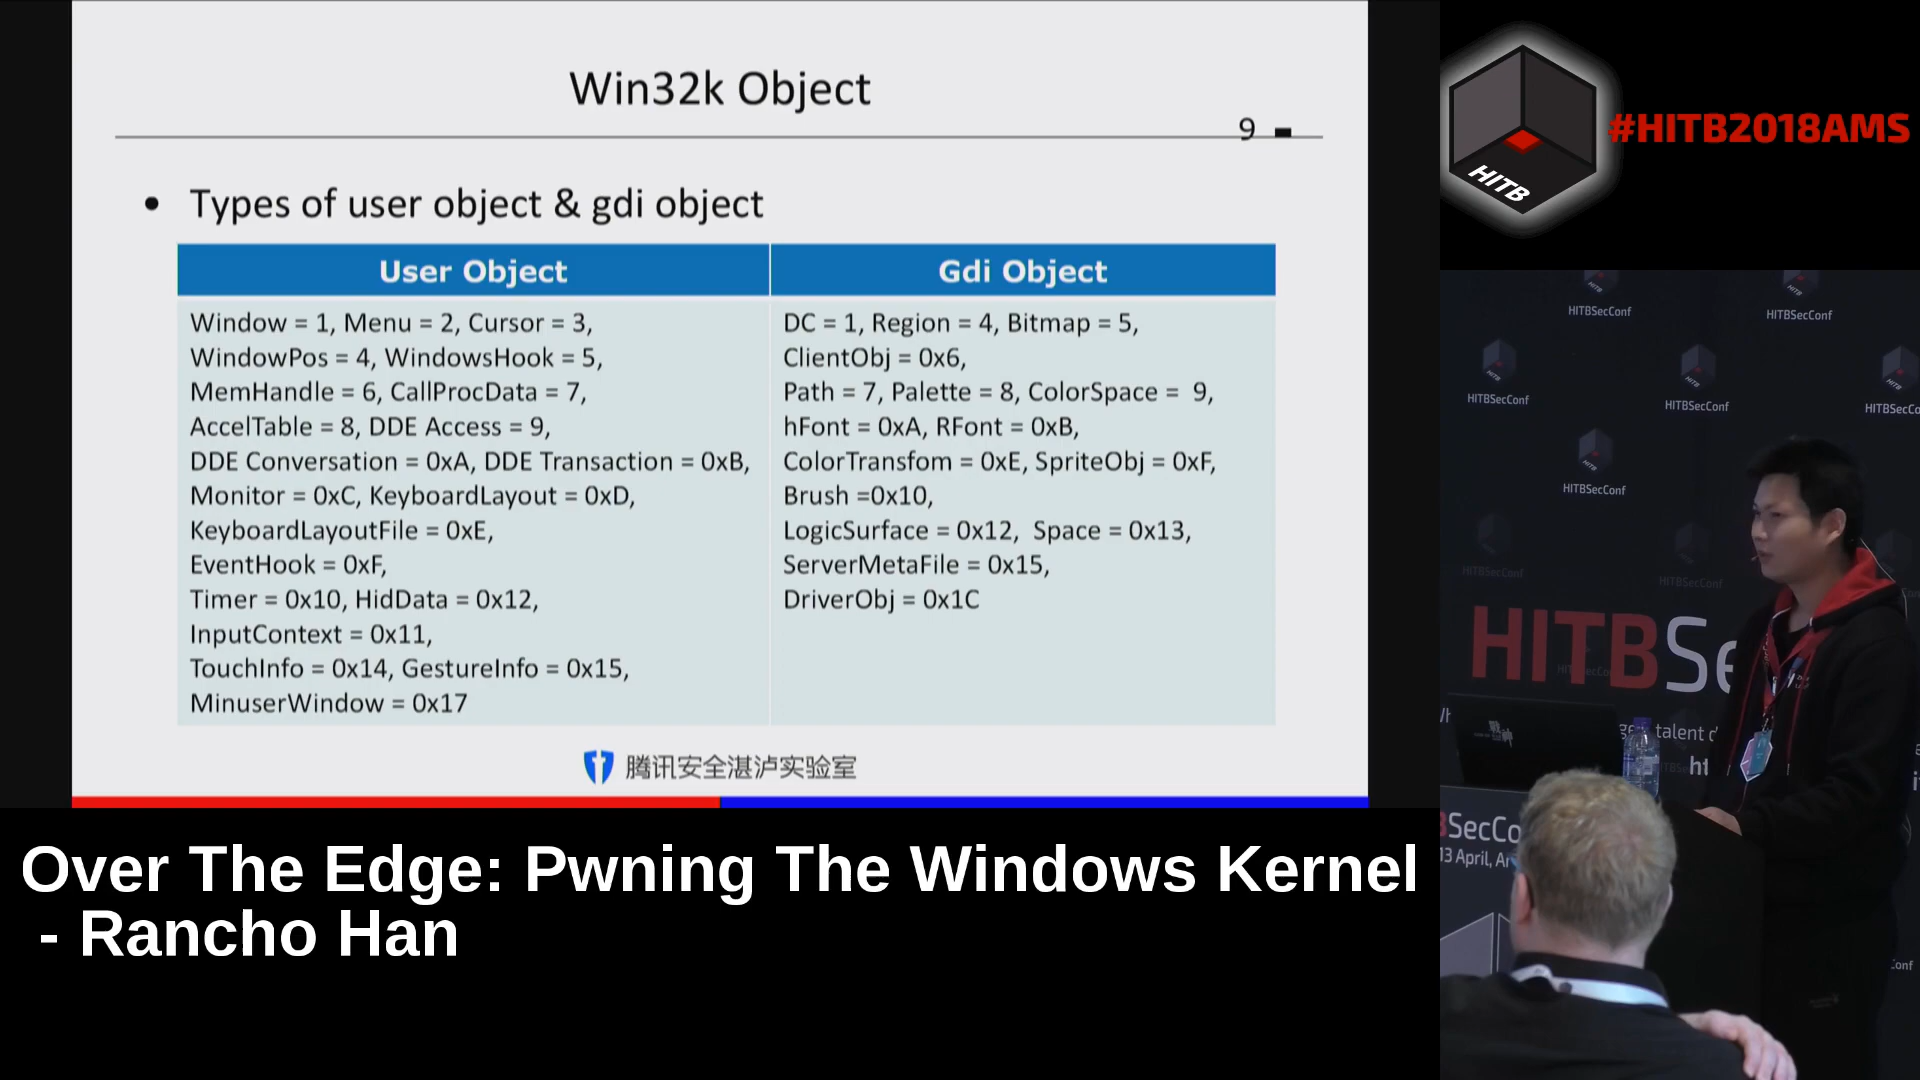 Win32k Object
9
• Types of user object & gdi object
User Object
Gdi Object
Window = 1, Menu = 2, Cursor = 3,
WindowPos = 4, WindowsHook = 5,
MemHandle = 6, CallProcData = 7,
AccelTable = 8, DDE Access = 9,
DDE Conversation = 0xA, DDE Transaction = 0xB,
Monitor = 0xC, KeyboardLayout = 0xD,
KeyboardLayoutFile = 0xE,
EventHook = 0xF,
Timer = 0x10, HidData = 0x12,
InputContext = 0x11,
TouchInfo = 0x14, GestureInfo = 0x15,
MinuserWindow = 0x17
DC = 1, Region = 4, Bitmap = 5,
ClientObj = 0x6,
Path = 7, Palette = 8, ColorSpace = 9,
hFont = 0xA, RFont = 0xB,
ColorTransfom = 0xE, SpriteObj = 0xF,
Brush =0x10,
LogicSurface = 0x12, Space = 0x13,
ServerMetaFile = 0x15,
DriverObj = 0x1C
腾讯安全湛泸实验室
Over The Edge: Pwning The Windows Kernel
- Rancho Han
HITB
#HITB2018AMS
HITBSecConf
HITBSecConf
HITBSecConf
HITBSecConf
HITBSecCo
HITBSecConf
HITBSecConf
HITBSecConf
HITBSe
talent
SecCo
13 April,